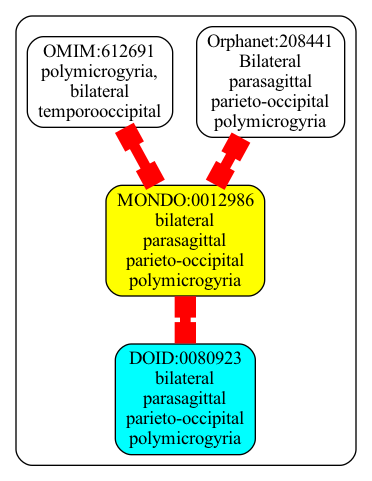 OMIM:612691
polymicrogyria,
bilateral
temporooccipital
Orphanet:208441
Bilateral
parasagittal
parieto-occipital
polymicrogyria
MONDO:0012986
bilateral
parasagittal
parieto-occipital
polymicrogyria
DOID:0080923
bilateral
parasagittal
parieto-occipital
polymicrogyria